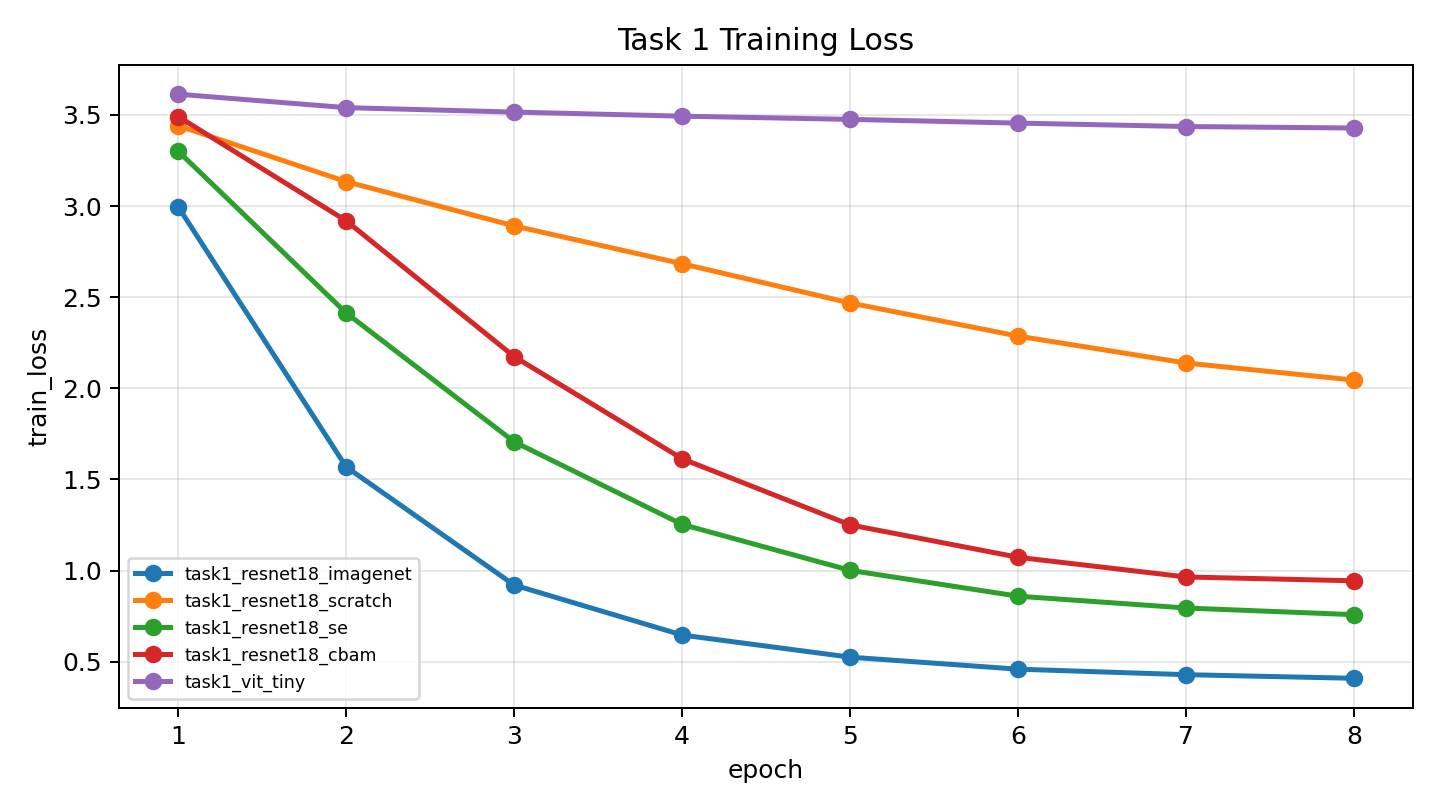 Task 1 Training Loss
train_loss
3.5
3.0
2.5
2.0
1.5
1.0
0.5
task1_resnet18_imagenet
task1_resnet18_scratch
task1_resnet18_se
task1_resnet18_cbam
task1_vit_tiny
1 2 3 4 5 6 7 8
epoch